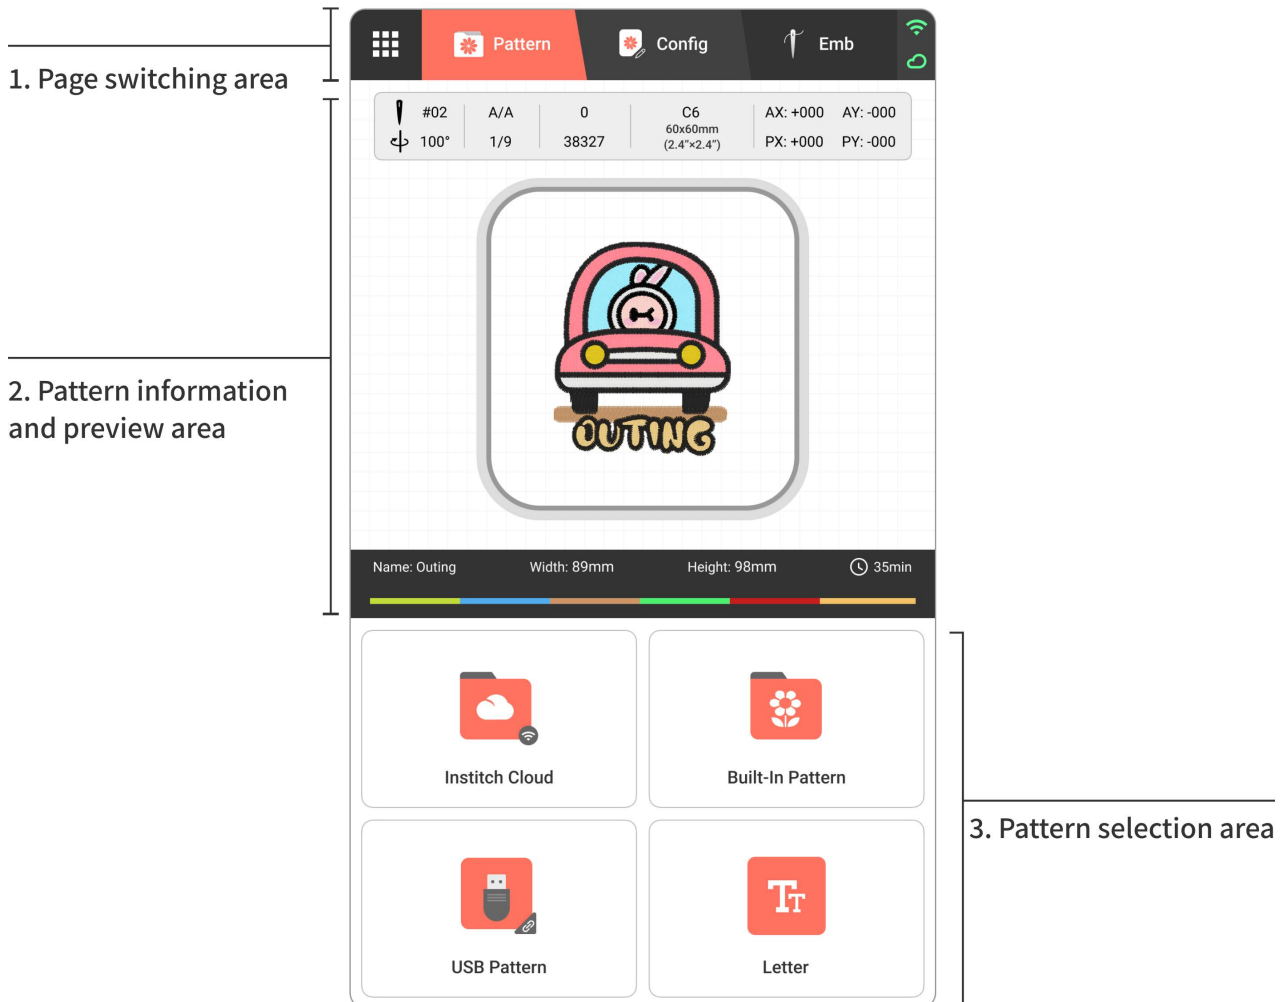 Pattern
Config
Emb
1. Page switching area
#02 A/A 0 C6 AX: +000 AY: -000
60x60mm
100° 1/9 38327 (2.4"×2.4") PX: +000 PY: -000
OUTING
2. Pattern information
and preview area
Name: Outing Width: 89mm Height: 98mm 35min
Institch Cloud
Built-In Pattern
3. Pattern selection area
Tт
USB Pattern
Letter